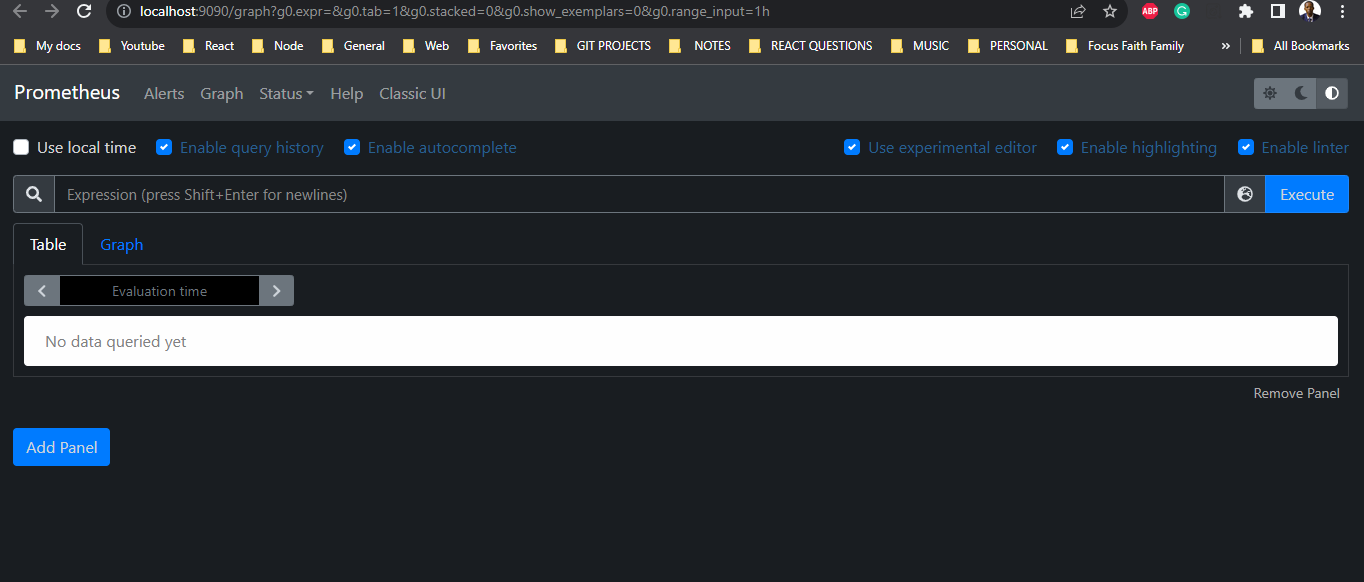 localhost:9090/graph?g0.expr=&g0.tab=1&g0.stacked=0&g0.show_exemplars=0&g0.range_input=1h ABP G
My docs Youtube React Node General Web Favorites GIT PROJECTS NOTES REACT QUESTIONS MUSIC PERSONAL Focus Faith Family » All Bookmarks
Prometheus Alerts Graph Status Help Classic UI
Use local time Enable query history Enable autocomplete Use experimental editor Enable highlighting Enable linter
Expression (press Shift+Enter for newlines) Execute
Table Graph
Evaluation time
No data queried yet
Remove Panel
Add Panel